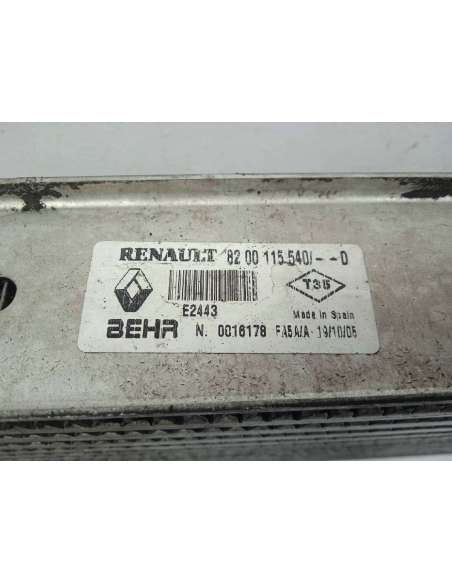 RENAULT 82 00 115 540/--D
E2443
T35
BEHR N. 0016178 FA5A/A 19/10/05
Made in Spain